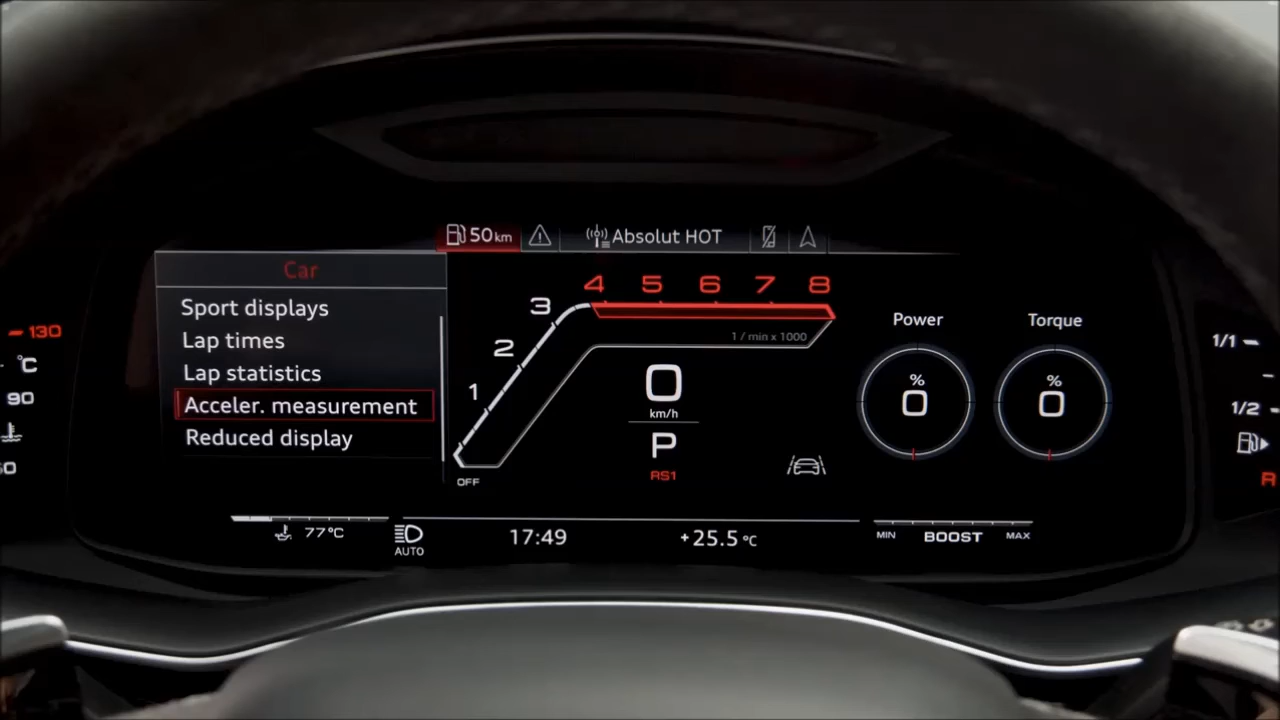 50 km
Absolut HOT
Car
Sport displays
Lap times
Lap statistics
Acceler. measurement
Reduced display
1
2
3
4 5 6 7 8
1 / min x 1000
OFF
0
km/h
P
RS1
Power
%
0
Torque
%
0
130
°C
90
1/1
1/2
R
77°C
AUTO
17:49
+25.5 °C
MIN BOOST MAX